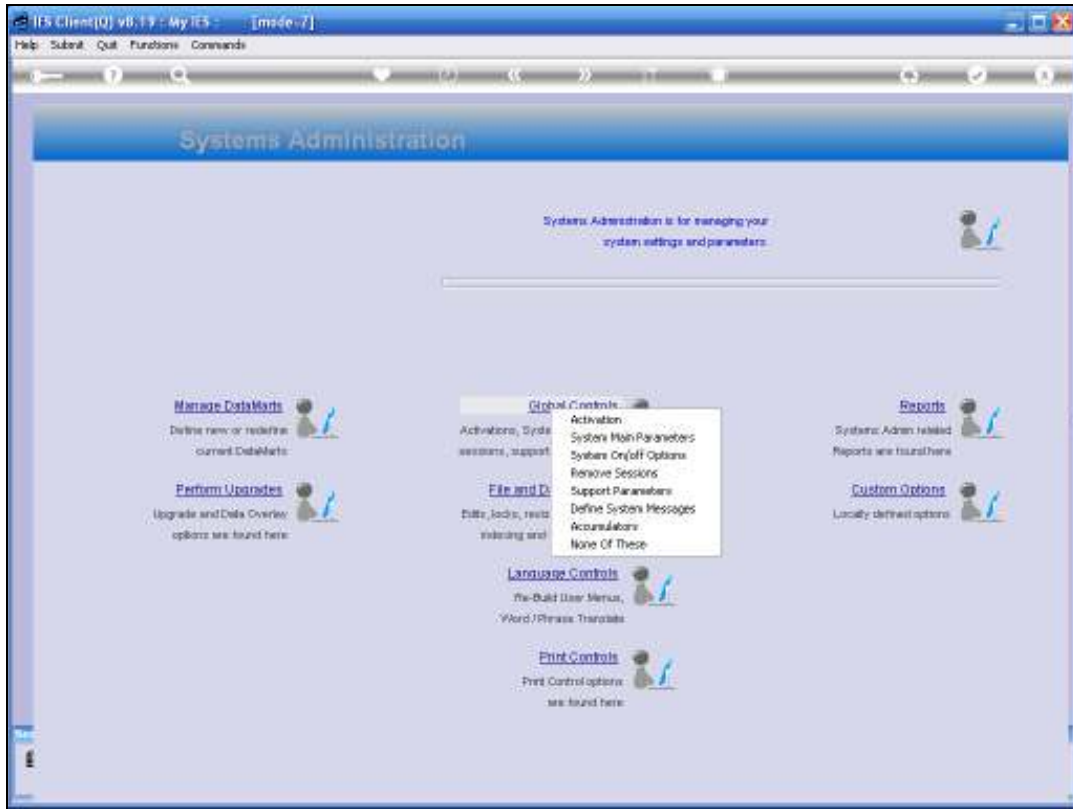 IES Client(Q) v8.19 : My IES : [mode-7]
Help Submit Quit Functions Commands
Systems Administration
Systems Administration is for managing your
system settings and parameters.
Manage DataMarts
Define new or redefine
current DataMarts
Global Controls
Activations, Syste
sessions, support
Reports
Systems Admin related
Reports are found here
Activation
System Main Parameters
System On/off Options
Remove Sessions
Support Parameters
Define System Messages
Accumulators
None Of These
Perform Upgrades
Upgrade and Data Overlay
options are found here
File and D
Edits, locks, revis
indexing and
Custom Options
Locally defined options
Language Controls
Re-Build User Menus,
Word / Phrase Translate
Print Controls
Print Control options
are found here